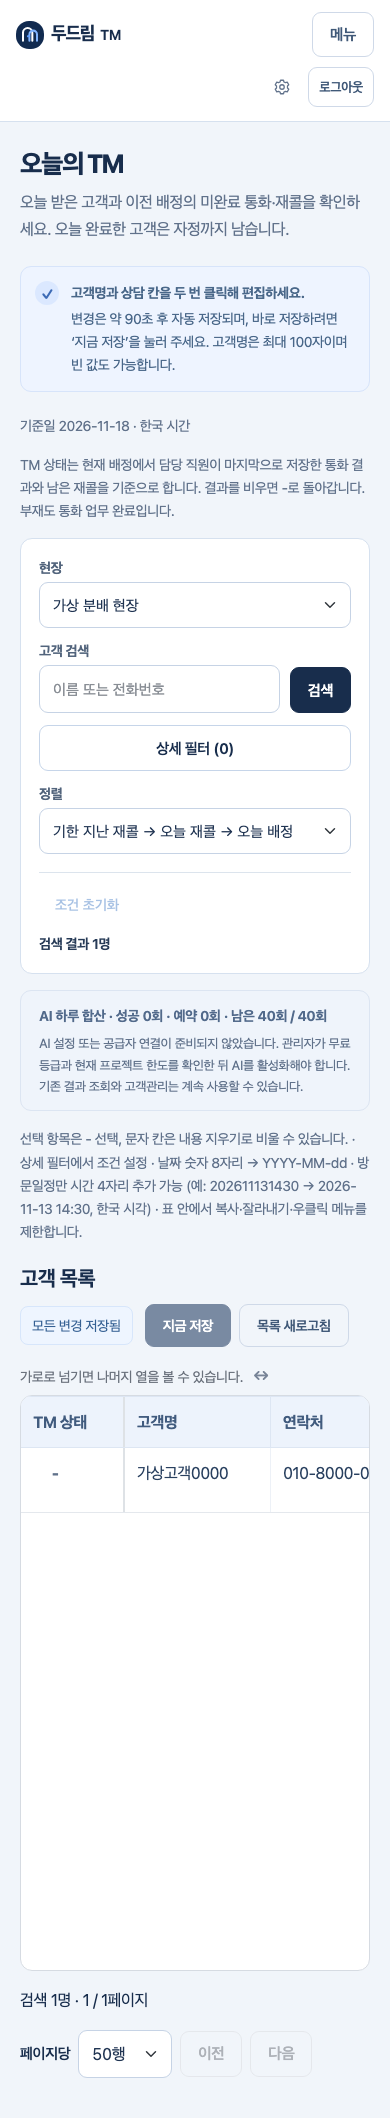 두드림 TM
메뉴
로그아웃
오늘의 TM
오늘 받은 고객과 이전 배정의 미완료 통화·재콜을 확인하
세요. 오늘 완료한 고객은 자정까지 남습니다.
고객명과 상담 칸을 두 번 클릭해 편집하세요.
변경은 약 90초 후 자동 저장되며, 바로 저장하려면
‘지금 저장’을 눌러 주세요. 고객명은 최대 100자이며
빈 값도 가능합니다.
기준일 2026-11-18 · 한국 시간
TM 상태는 현재 배정에서 담당 직원이 마지막으로 저장한 통화 결
과와 남은 재콜을 기준으로 합니다. 결과를 비우면 -로 돌아갑니다.
부재도 통화 업무 완료입니다.
현장
가상 분배 현장
고객 검색
이름 또는 전화번호
검색
상세 필터 (0)
정렬
기한 지난 재콜 → 오늘 재콜 → 오늘 배정
조건 초기화
검색 결과 1명
AI 하루 합산 · 성공 0회 · 예약 0회 · 남은 40회 / 40회
AI 설정 또는 공급자 연결이 준비되지 않았습니다. 관리자가 무료
등급과 현재 프로젝트 한도를 확인한 뒤 AI를 활성화해야 합니다.
기존 결과 조회와 고객관리는 계속 사용할 수 있습니다.
선택 항목은 - 선택, 문자 칸은 내용 지우기로 비울 수 있습니다. ·
상세 필터에서 조건 설정 · 날짜 숫자 8자리 → YYYY-MM-dd · 방
문일정만 시간 4자리 추가 가능 (예: 202611131430 → 2026-
11-13 14:30, 한국 시각) · 표 안에서 복사·잘라내기·우클릭 메뉴를
제한합니다.
고객 목록
모든 변경 저장됨
지금 저장
목록 새로고침
가로로 넘기면 나머지 열을 볼 수 있습니다. ↔
TM 상태 고객명 연락처
- 가상고객0000 010-8000-0
검색 1명 · 1 / 1페이지
페이지당 50행 이전 다음